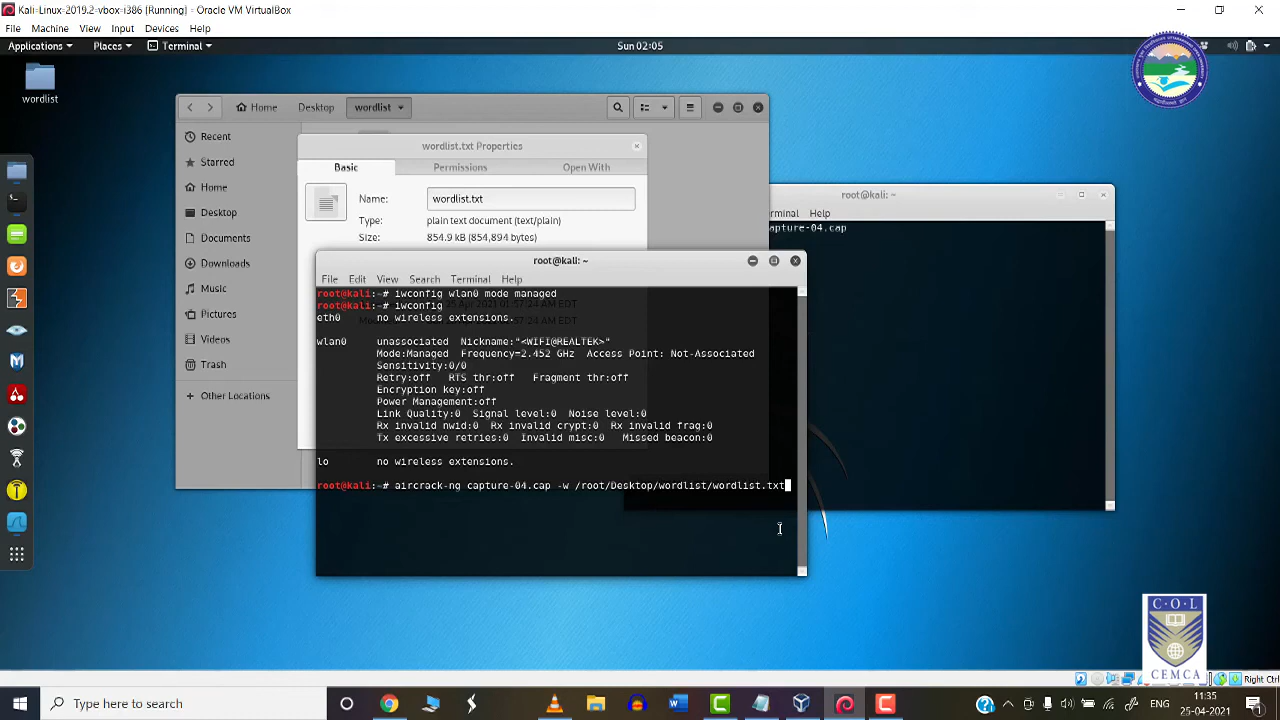 Kali-Linux-2019.2-vbox-i386 [Running] - Oracle VM VirtualBox
File Machine View Input Devices Help
Applications Places Terminal Sun 02:05
wordlist
Home Desktop wordlist
Recent
Starred
Home
Desktop
Documents
Downloads
Music
Pictures
Videos
Trash
Other Locations
wordlist.txt Properties
Basic Permissions Open With
Name: wordlist.txt
Type: plain text document (text/plain)
Size: 854.9 kB (854,894 bytes)
root@kali: ~
rminal Help
apture-04.cap
root@kali: ~
File Edit View Search Terminal Help
root@kali:~# iwconfig wlan0 mode managed
root@kali:~# iwconfig
eth0 no wireless extensions.
wlan0 unassociated Nickname:"<WIFI@REALTEK>"
Mode:Managed Frequency=2.452 GHz Access Point: Not-Associated
Sensitivity:0/0
Retry:off RTS thr:off Fragment thr:off
Encryption key:off
Power Management:off
Link Quality:0 Signal level:0 Noise level:0
Rx invalid nwid:0 Rx invalid crypt:0 Rx invalid frag:0
Tx excessive retries:0 Invalid misc:0 Missed beacon:0
lo no wireless extensions.
root@kali:~# aircrack-ng capture-04.cap -w /root/Desktop/wordlist/wordlist.txt
C·O·L
CEMCA
Right Ctrl
Type here to search
11:35
25-04-2021